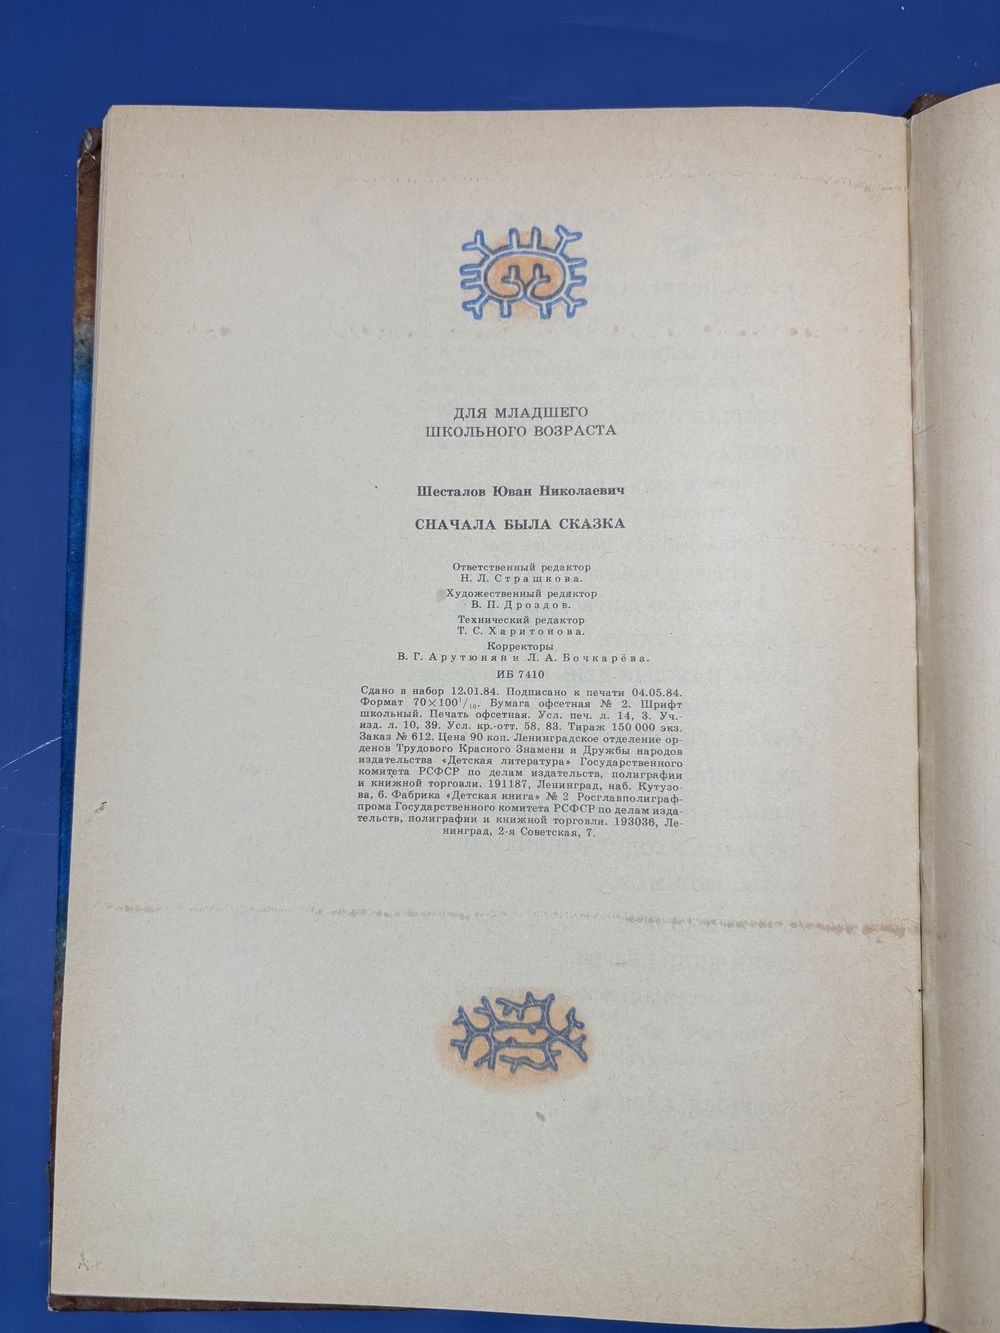 ДЛЯ МЛАДШЕГО
ШКОЛЬНОГО ВОЗРАСТА
Шесталов Юван Николаевич
СНАЧАЛА БЫЛА СКАЗКА
Ответственный редактор
Н. Л. Страшкова.
Художественный редактор
В. П. Дроздов.
Технический редактор
Т. С. Харитонова.
Корректоры
В. Г. Арутюнян и Л. А. Бочкарёва.
ИБ 7410
Сдано в набор 12.01.84. Подписано к печати 04.05.84.
Формат 70×100¹/₁₆. Бумага офсетная № 2. Шрифт
школьный. Печать офсетная. Усл. печ. л. 14, 3. Уч.-
изд. л. 10, 39. Усл. кр.-отт. 58, 83. Тираж 150 000 экз.
Заказ № 612. Цена 90 коп. Ленинградское отделение ор-
денов Трудового Красного Знамени и Дружбы народов
издательства «Детская литература» Государственного
комитета РСФСР по делам издательств, полиграфии
и книжной торговли. 191187, Ленинград, наб. Кутузо-
ва, 6. Фабрика «Детская книга» № 2 Росглавполиграф-
прома Государственного комитета РСФСР по делам изда-
тельств, полиграфии и книжной торговли. 193036, Ле-
нинград, 2-я Советская, 7.